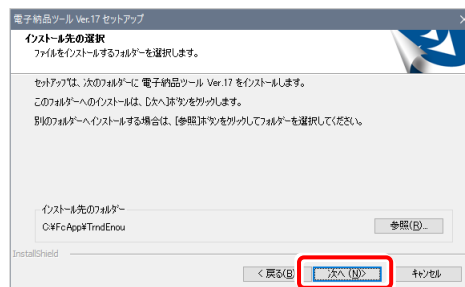 電子納品ツール Ver.17 セットアップ
インストール先の選択
ファイルをインストールするフォルダーを選択します。
セットアップは、次のフォルダーに 電子納品ツール Ver.17 をインストールします。
このフォルダーへのインストールは、[次へ]ボタンをクリックします。
別のフォルダーへインストールする場合は、[参照]ボタンをクリックしてフォルダーを選択してください。
インストール先のフォルダー
C:¥FcApp¥TrndEnou
参照(R)...
InstallShield
< 戻る(B)
次へ (N)>
キャンセル